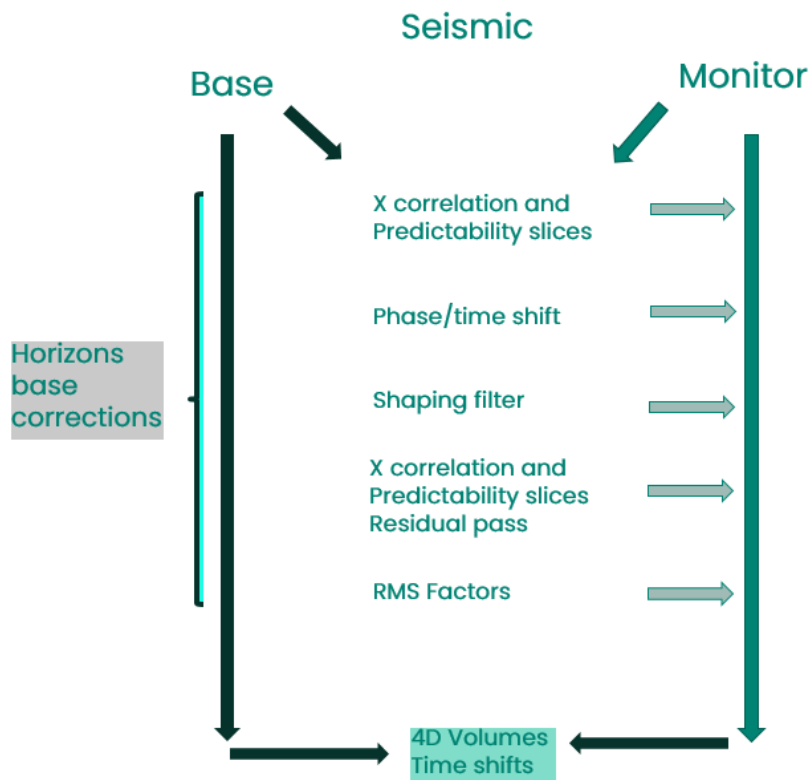 Seismic
Base
Monitor
X correlation and
Predictability slices
Phase/time shift
Horizons
base
corrections
Shaping filter
X correlation and
Predictability slices
Residual pass
RMS Factors
4D Volumes
Time shifts